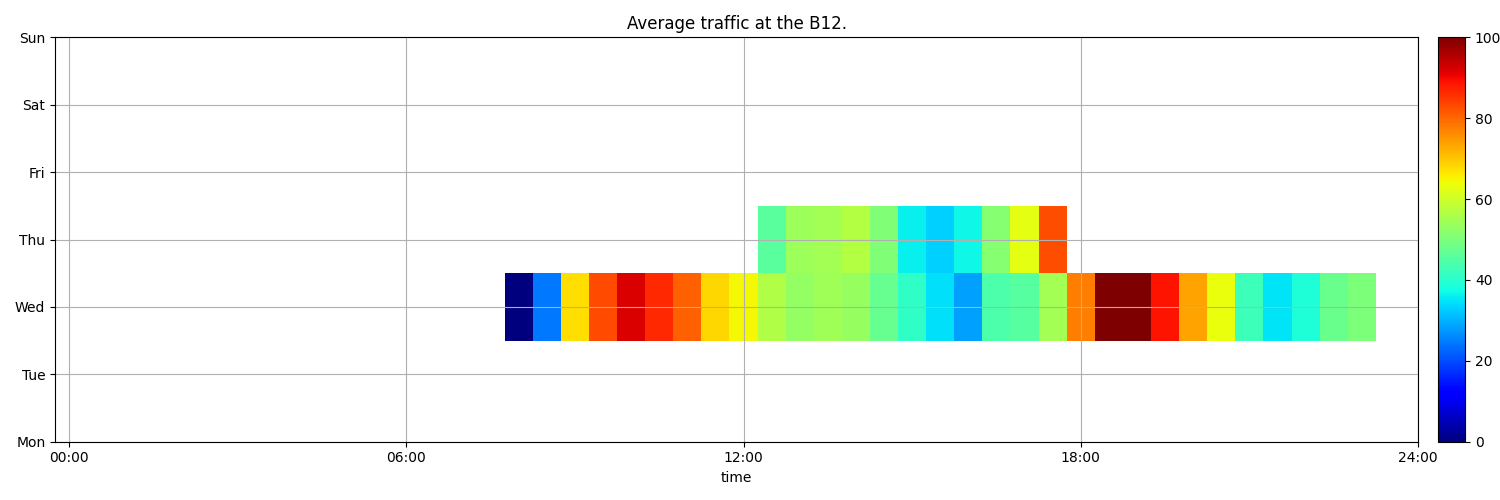 Average traffic at the B12.
Sun
Sat
Fri
Thu
Wed
Tue
Mon
00:00 06:00 12:00 18:00 24:00
time
100
80
60
40
20
0